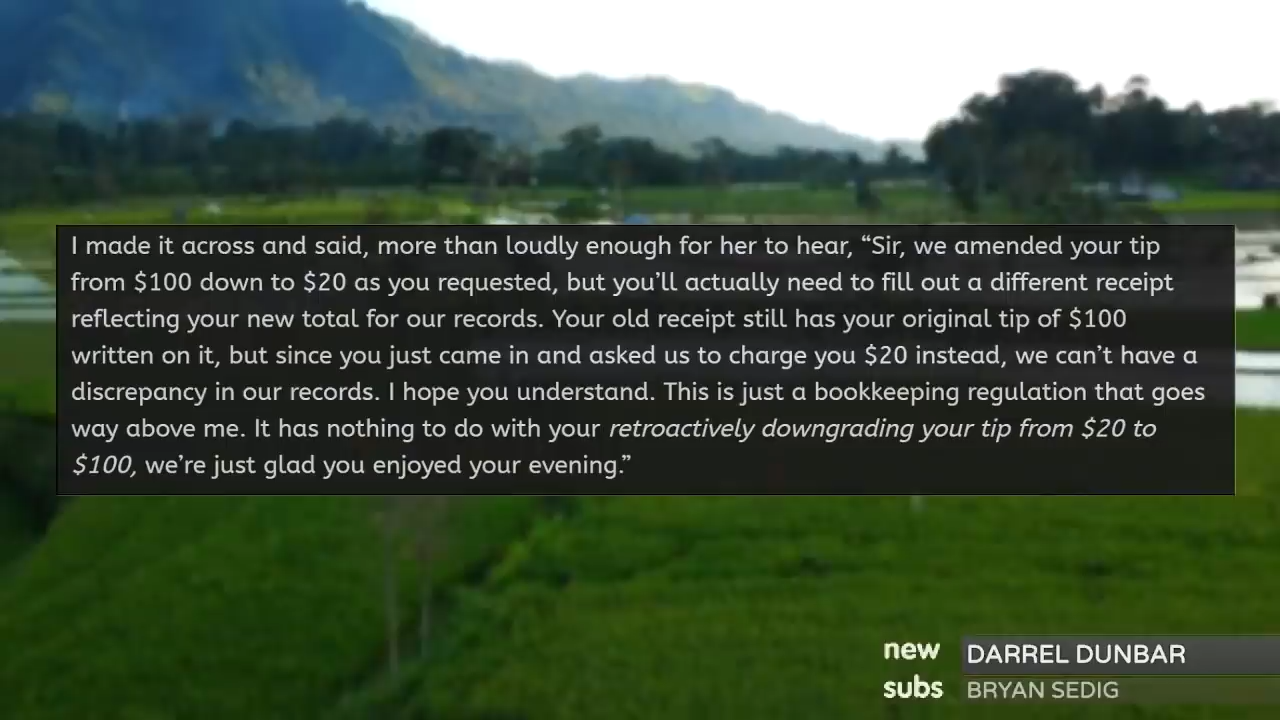 I made it across and said, more than loudly enough for her to hear, “Sir, we amended your tip
from $100 down to $20 as you requested, but you’ll actually need to fill out a different receipt
reflecting your new total for our records. Your old receipt still has your original tip of $100
written on it, but since you just came in and asked us to charge you $20 instead, we can’t have a
discrepancy in our records. I hope you understand. This is just a bookkeeping regulation that goes
way above me. It has nothing to do with your retroactively downgrading your tip from $20 to
$100, we’re just glad you enjoyed your evening.”
new DARREL DUNBAR
subs BRYAN SEDIG